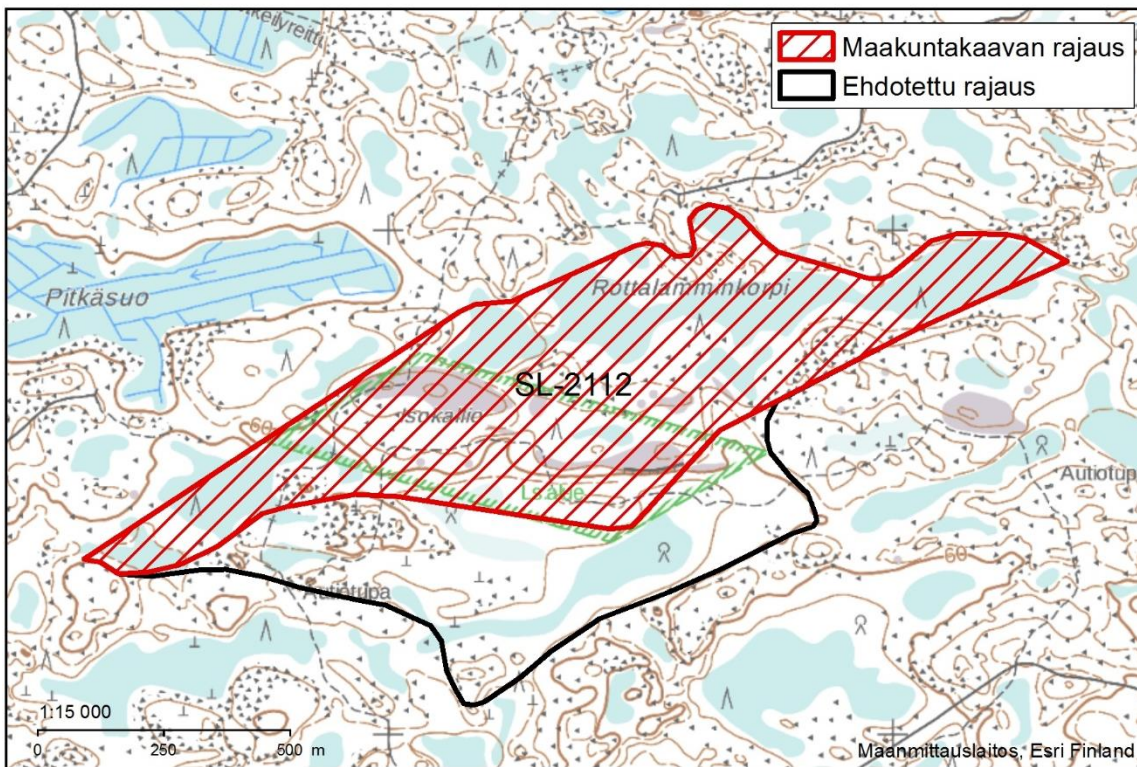 Maakuntakaavan rajaus
Ehdotettu rajaus
Pitkäsuo
Rottalamminkorpi
SL-2112
Isokallio
60
Autiotupa
60
1:15 000
0 250 500 m
Maanmittauslaitos, Esri Finland